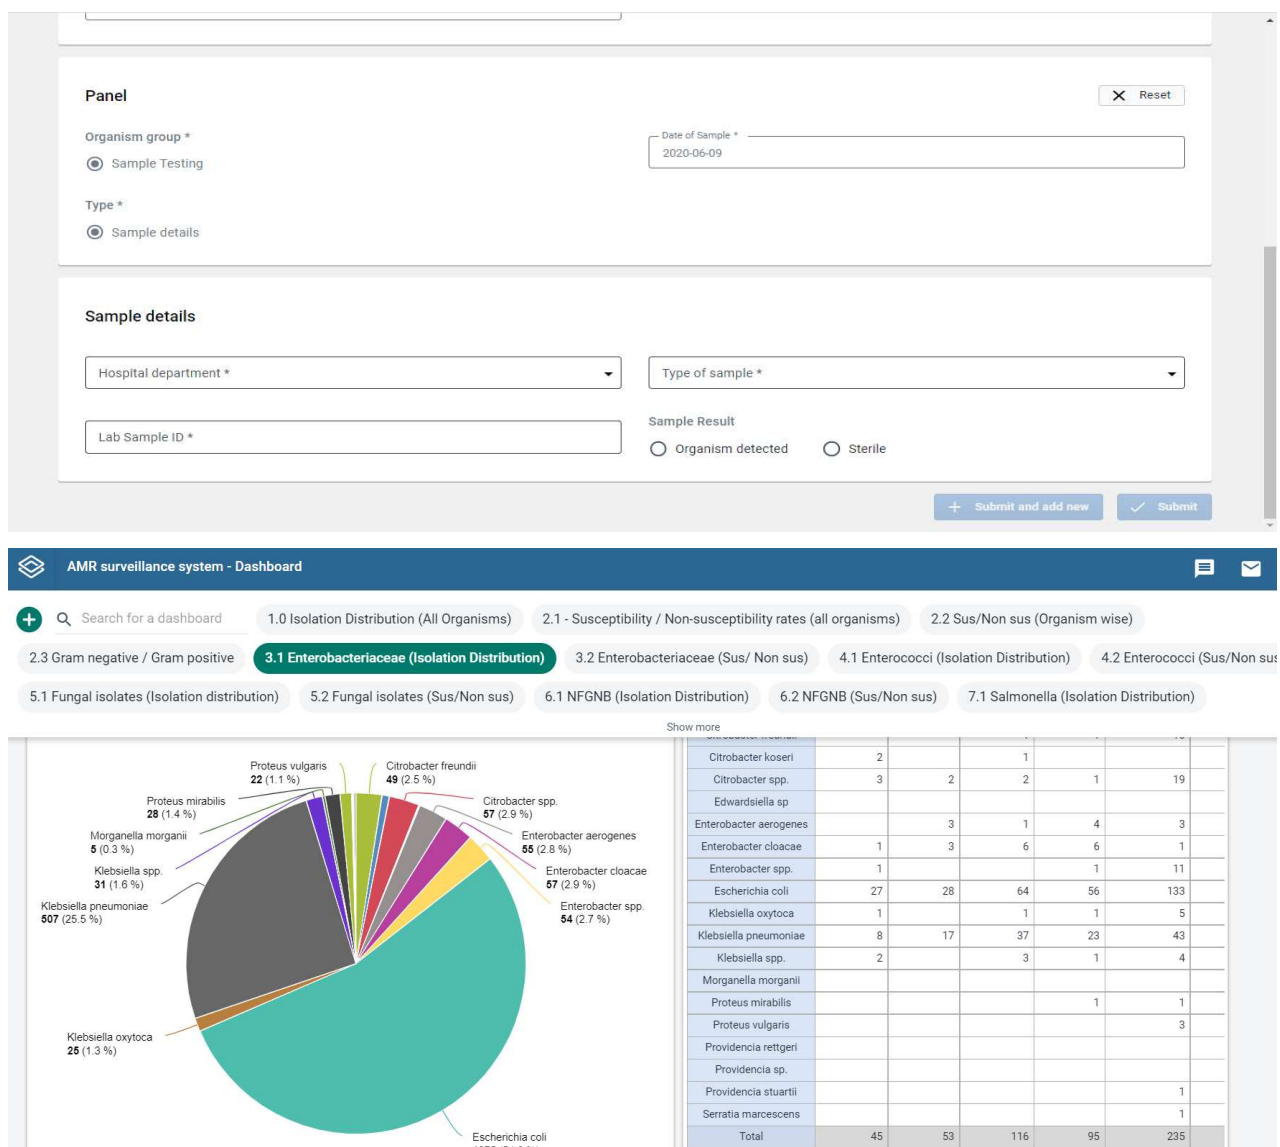 Panel
Reset
Organism group *
Sample Testing
Date of Sample *
2020-06-09
Type *
Sample details
Sample details
Hospital department *
Type of sample *
Lab Sample ID *
Sample Result
Organism detected
Sterile
Submit and add new
Submit
AMR surveillance system - Dashboard
Search for a dashboard
1.0 Isolation Distribution (All Organisms)
2.1 - Susceptibility / Non-susceptibility rates (all organisms)
2.2 Sus/Non sus (Organism wise)
2.3 Gram negative / Gram positive
3.1 Enterobacteriaceae (Isolation Distribution)
3.2 Enterobacteriaceae (Sus/ Non sus)
4.1 Enterococci (Isolation Distribution)
4.2 Enterococci (Sus/Non sus
5.1 Fungal isolates (Isolation distribution)
5.2 Fungal isolates (Sus/Non sus)
6.1 NFGNB (Isolation Distribution)
6.2 NFGNB (Sus/Non sus)
7.1 Salmonella (Isolation Distribution)
Show more
Proteus vulgaris
22 (1.1 %)
Citrobacter freundii
49 (2.5 %)
Proteus mirabilis
28 (1.4 %)
Citrobacter spp.
57 (2.9 %)
Morganella morganii
5 (0.3 %)
Enterobacter aerogenes
55 (2.8 %)
Klebsiella spp.
31 (1.6 %)
Enterobacter cloacae
57 (2.9 %)
Klebsiella pneumoniae
507 (25.5 %)
Enterobacter spp.
54 (2.7 %)
Klebsiella oxytoca
25 (1.3 %)
Escherichia coli
Citrobacter koseri 2 1
Citrobacter spp. 3 2 2 1 19
Edwardsiella sp
Enterobacter aerogenes 3 1 4 3
Enterobacter cloacae 1 3 6 6 1
Enterobacter spp. 1 1 11
Escherichia coli 27 28 64 56 133
Klebsiella oxytoca 1 1 1 5
Klebsiella pneumoniae 8 17 37 23 43
Klebsiella spp. 2 3 1 4
Morganella morganii
Proteus mirabilis 1 1
Proteus vulgaris 3
Providencia rettgeri
Providencia sp.
Providencia stuartii 1
Serratia marcescens 1
Total 45 53 116 95 235